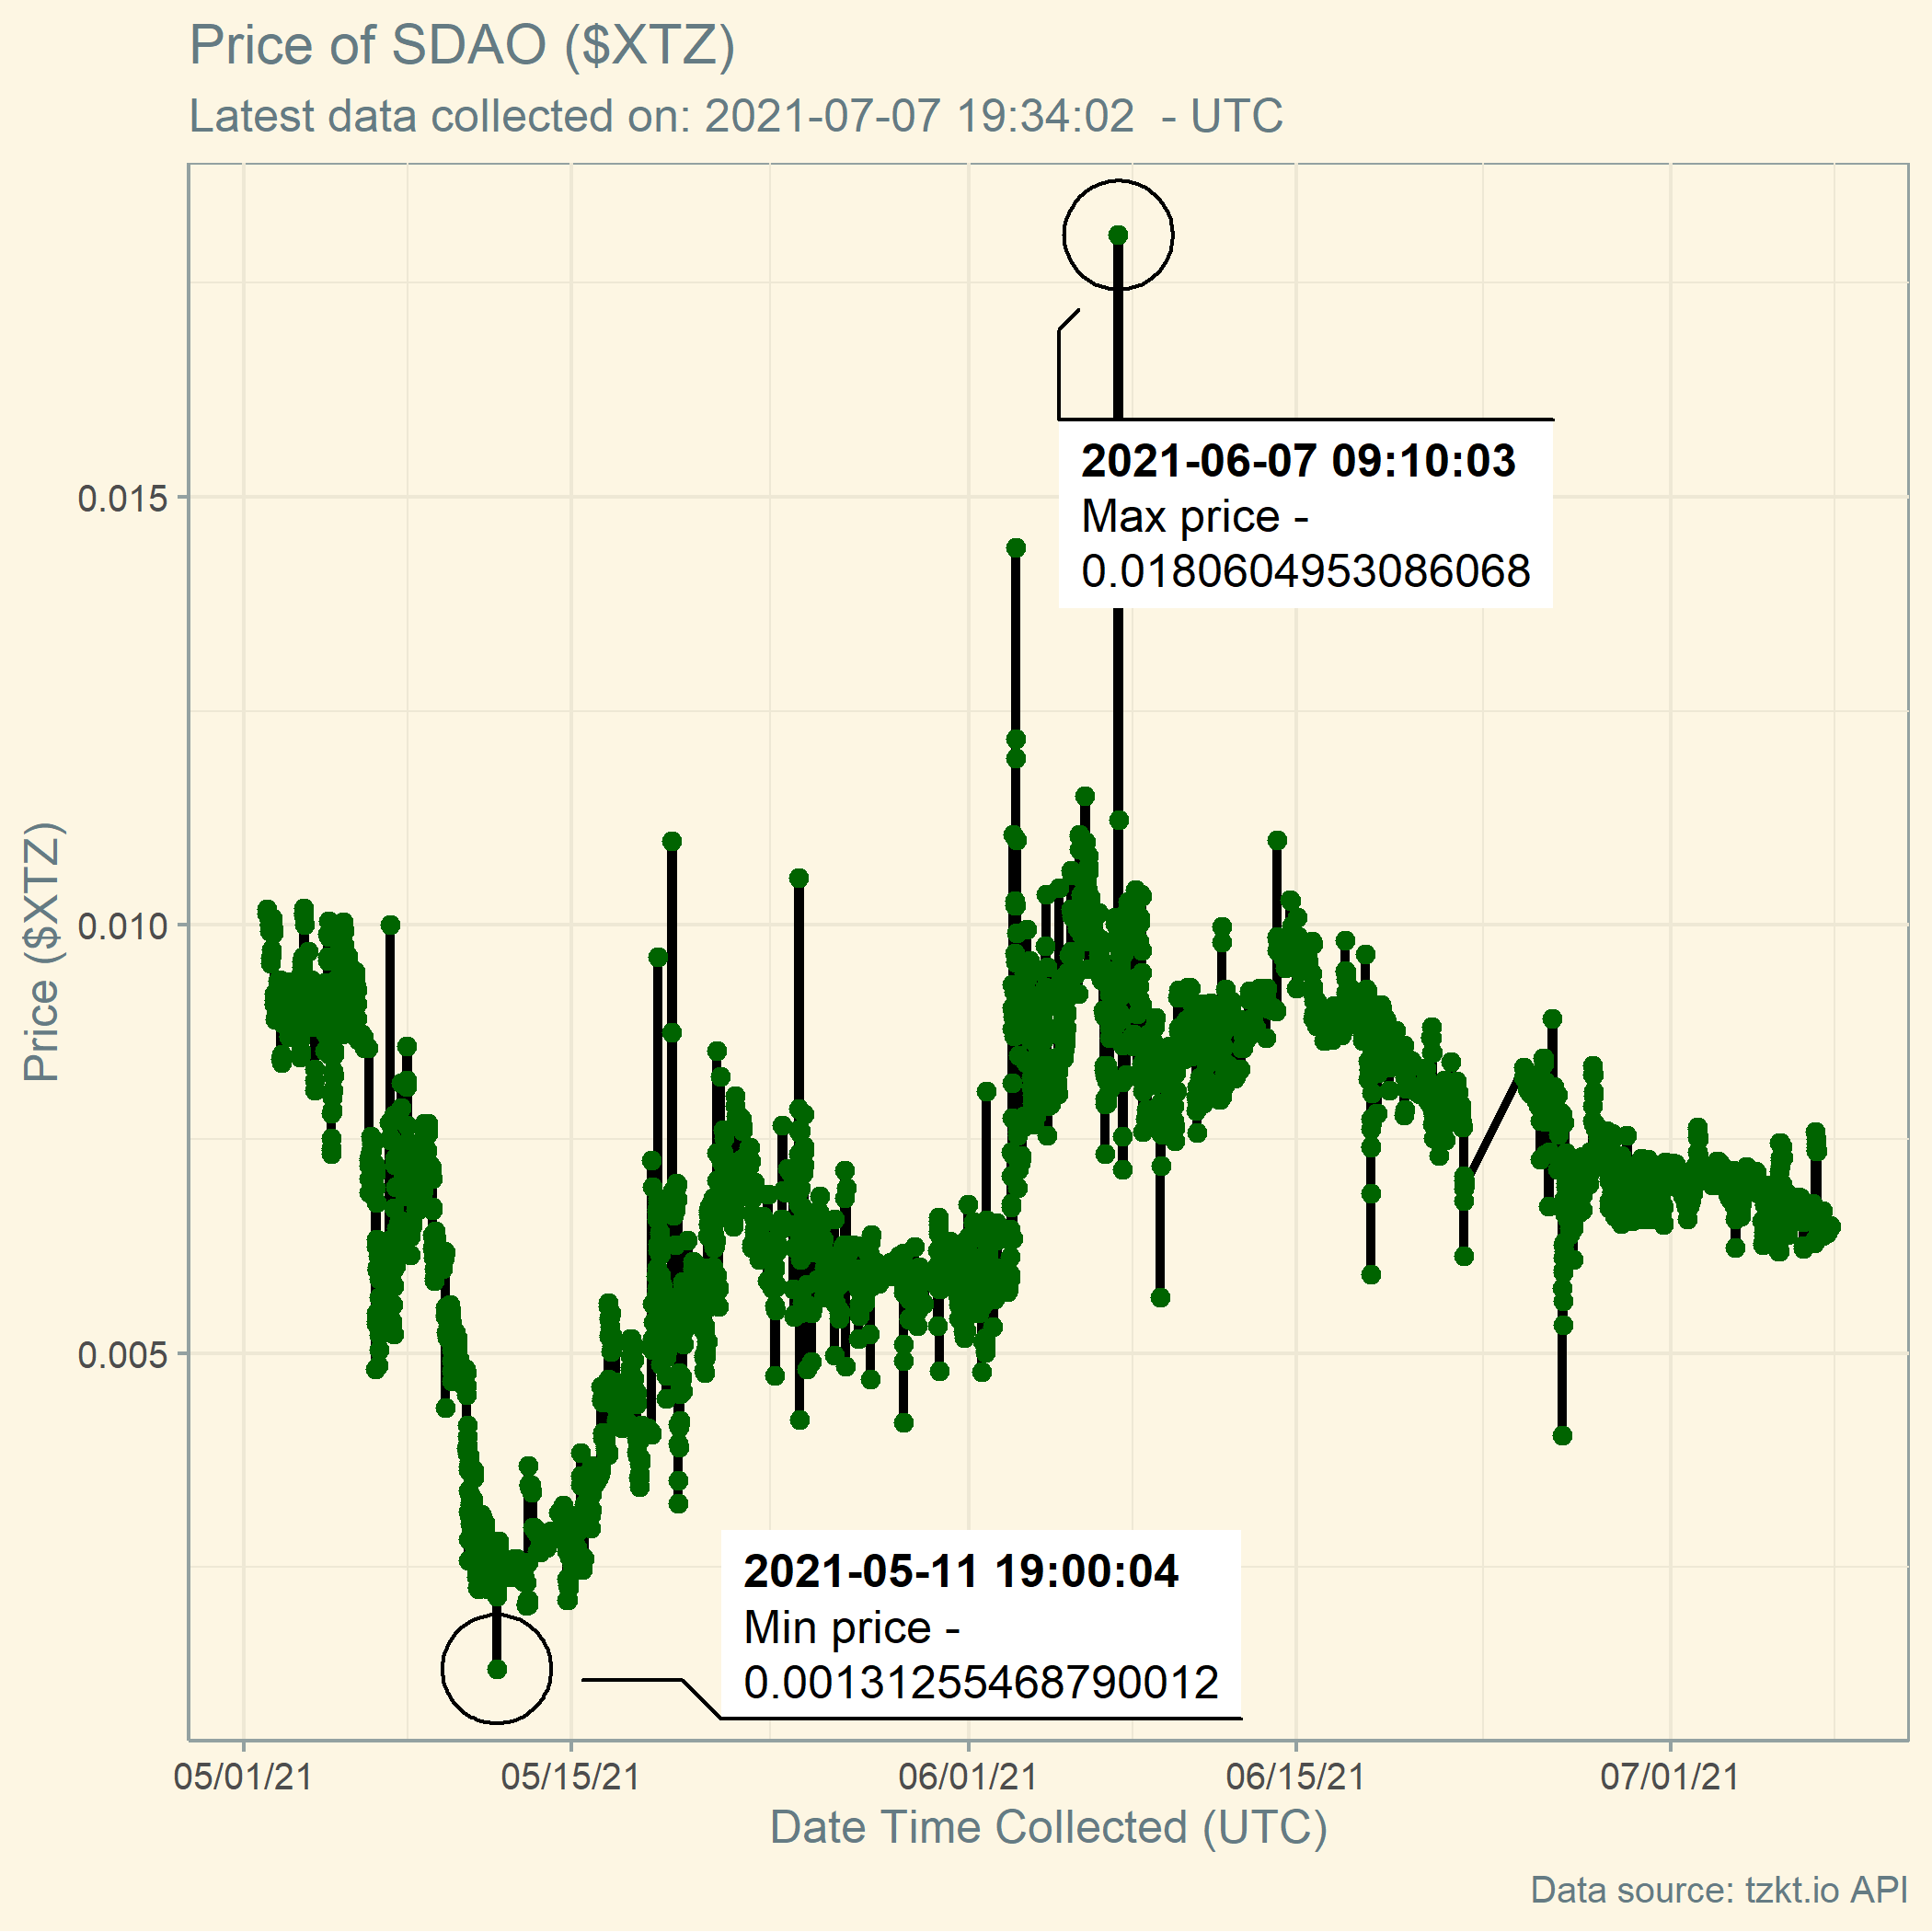 Price of SDAO ($XTZ)
Latest data collected on: 2021-07-07 19:34:02  - UTC
2021-06-07 09:10:03
Max price -
0.0180604953086068
0.015
0.010
0.005
Price ($XTZ)
2021-05-11 19:00:04
Min price -
0.00131255468790012
05/01/21
05/15/21
06/01/21
06/15/21
07/01/21
Date Time Collected (UTC)
Data source: tzkt.io API